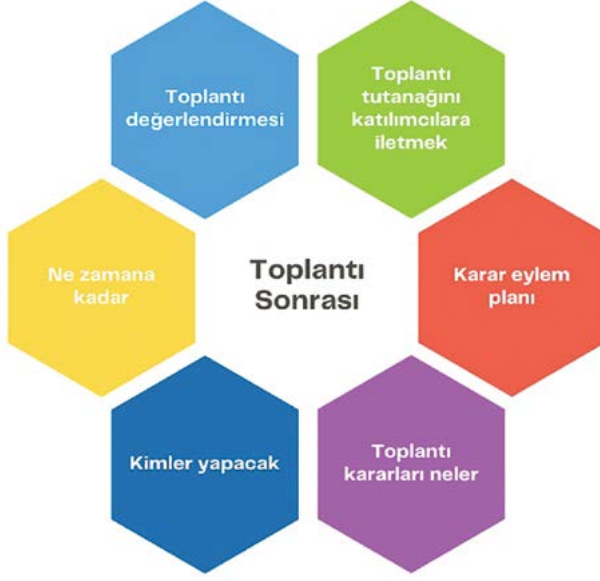 Toplantı
değerlendirmesi
Toplantı
tutanağını
katılımcılara
iletmek
Ne zamana
kadar
Toplantı
Sonrası
Karar eylem
planı
Kimler yapacak
Toplantı
kararları neler